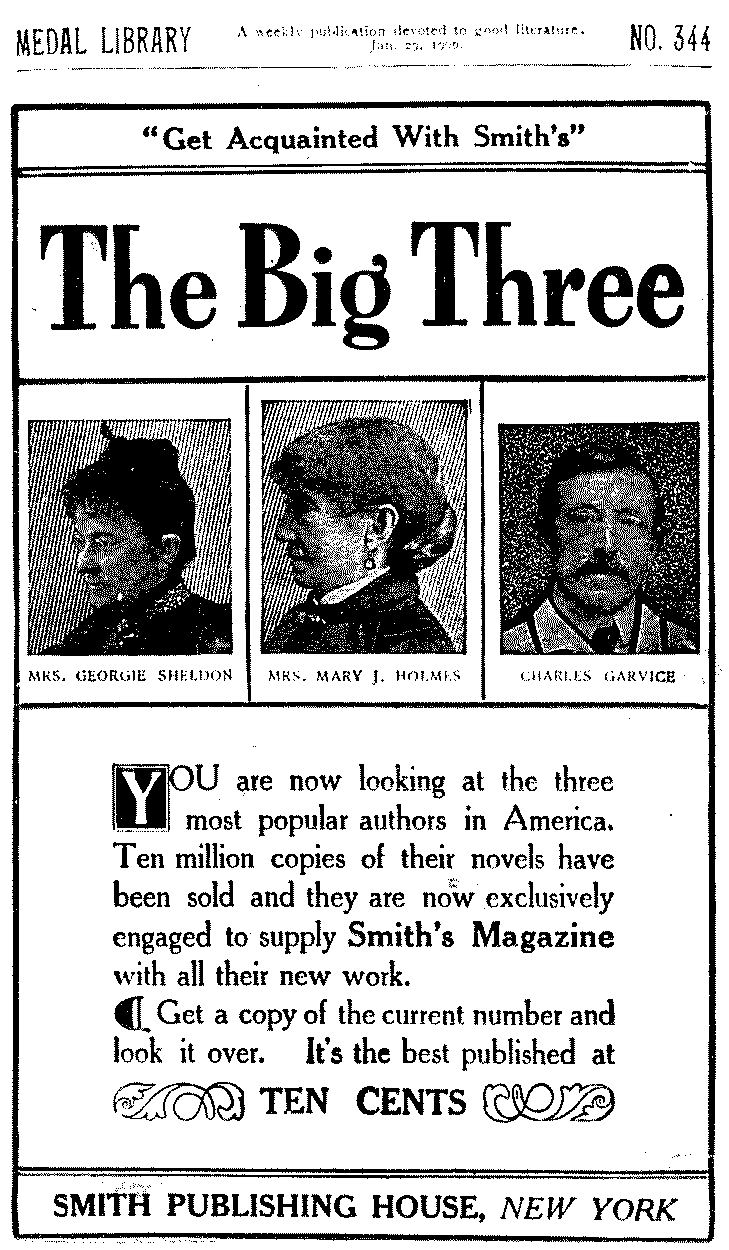 MEDAL LIBRARY
A weekly publication devoted to good literature.
NO. 344
"Get Acquainted With Smith's"
The Big Three
MRS. GEORGIE SHELDON
MRS. MARY J. HOLMES
CHARLES GARVICE
YOU are now looking at the three
most popular authors in America.
Ten million copies of their novels have
been sold and they are now exclusively
engaged to supply Smith's Magazine
with all their new work.
¶ Get a copy of the current number and
look it over. It's the best published at
TEN CENTS
SMITH PUBLISHING HOUSE, NEW YORK